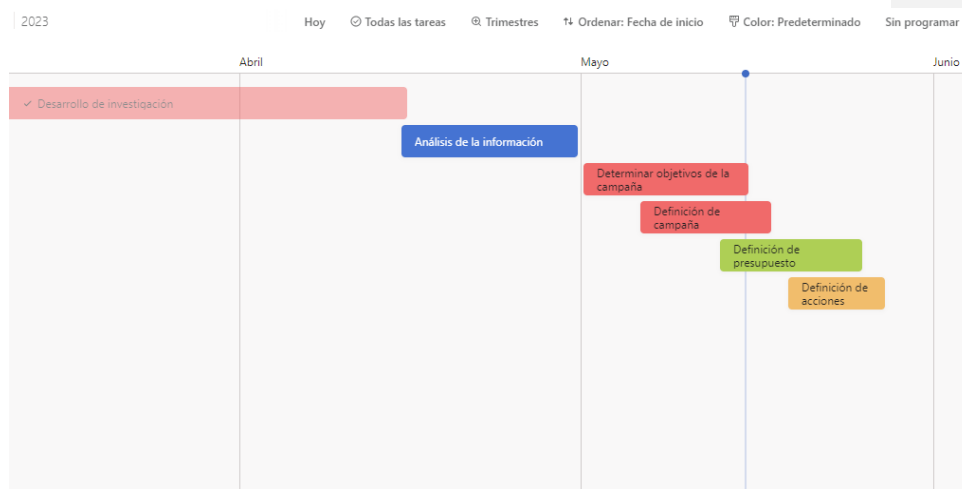 2023 Hoy Todas las tareas Trimestres Ordenar: Fecha de inicio Color: Predeterminado Sin programar
Abril Mayo Junio
Desarrollo de investigación
Análisis de la información
Determinar objetivos de la
campaña
Definición de
campaña
Definición de
presupuesto
Definición de
acciones